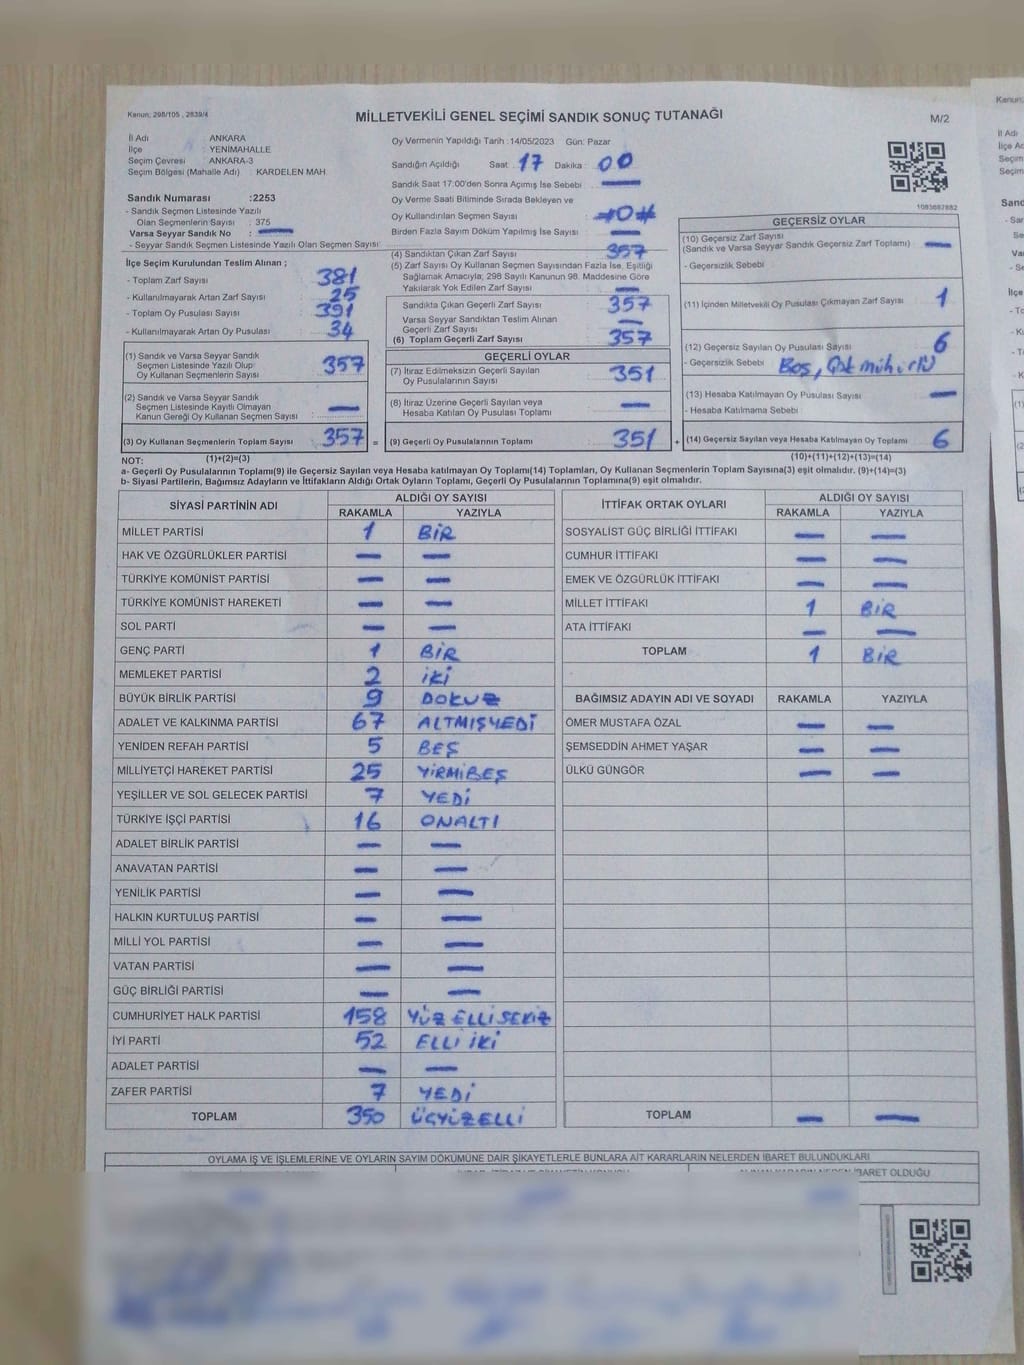 Kanun; 298/105 , 2839/4
MİLLETVEKİLİ GENEL SEÇİMİ SANDIK SONUÇ TUTANAĞI
M/2
İl Adı ANKARA
İlçe YENİMAHALLE
Seçim Çevresi ANKARA-3
Seçim Bölgesi (Mahalle Adı) KARDELEN MAH
Sandık Numarası :2253
- Sandık Seçmen Listesinde Yazılı
Olan Seçmenlerin Sayısı : 375
Varsa Seyyar Sandık No : —
- Seyyar Sandık Seçmen Listesinde Yazılı Olan Seçmen Sayısı:
İlçe Seçim Kurulundan Teslim Alınan ;
- Toplam Zarf Sayısı : 381
- Kullanılmayarak Artan Zarf Sayısı : 25
- Toplam Oy Pusulası Sayısı : 391
- Kullanılmayarak Artan Oy Pusulası : 34
Oy Vermenin Yapıldığı Tarih :14/05/2023 Gün: Pazar
Sandığın Açıldığı Saat : 17 Dakika : 00
Sandık Saat 17:00'den Sonra Açımış İse Sebebi : —
Oy Verme Saati Bitiminde Sırada Bekleyen ve
Oy Kullandırılan Seçmen Sayısı : #0#
Birden Fazla Sayım Döküm Yapılmış İse Sayısı : —
(4) Sandıktan Çıkan Zarf Sayısı : 357
(5) Zarf Sayısı Oy Kullanan Seçmen Sayısından Fazla İse, Eşitliği
Sağlamak Amacıyla; 298 Sayılı Kanunun 98. Maddesine Göre
Yakılarak Yok Edilen Zarf Sayısı : —
Sandıkta Çıkan Geçerli Zarf Sayısı : 357
Varsa Seyyar Sandıktan Teslim Alınan
Geçerli Zarf Sayısı : —
(6) Toplam Geçerli Zarf Sayısı : 357
1083687882
GEÇERSİZ OYLAR
(10) Geçersiz Zarf Sayısı
(Sandık ve Varsa Seyyar Sandık Geçersiz Zarf Toplamı) : —
- Geçersizlik Sebebi
(11) İçinden Milletvekili Oy Pusulası Çıkmayan Zarf Sayısı : 1
(12) Geçersiz Sayılan Oy Pusulası Sayısı : 6
- Geçersizlik Sebebi : Boş, Çok mühürlü
(13) Hesaba Katılmayan Oy Pusulası Sayısı : —
- Hesaba Katılmama Sebebi :
(14) Geçersiz Sayılan veya Hesaba Katılmayan Oy Toplamı : 6
(1) Sandık ve Varsa Seyyar Sandık
Seçmen Listesinde Yazılı Olup;
Oy Kullanan Seçmenlerin Sayısı : 357
(2) Sandık ve Varsa Seyyar Sandık
Seçmen Listesinde Kayıtlı Olmayan
Kanun Gereği Oy Kullanan Seçmen Sayısı : —
(3) Oy Kullanan Seçmenlerin Toplam Sayısı : 357 =
GEÇERLİ OYLAR
(7) İtiraz Edilmeksizin Geçerli Sayılan
Oy Pusulasının Sayısı : 351
(8) İtiraz Üzerine Geçerli Sayılan veya
Hesaba Katılan Oy Pusulası Toplamı : —
(9) Geçerli Oy Pusulalarının Toplamı : 351 +
NOT: (1)+(2)=(3) (10)+(11)+(12)+(13)=(14)
a- Geçerli Oy Pusulalarının Toplamı(9) ile Geçersiz Sayılan veya Hesaba katılmayan Oy Toplamı(14) Toplamları, Oy Kullanan Seçmenlerin Toplam Sayısına(3) eşit olmalıdır. (9)+(14)=(3)
b- Siyasi Partilerin, Bağımsız Adayların ve İttifakların Aldığı Ortak Oyların Toplamı, Geçerli Oy Pusulalarının Toplamına(9) eşit olmalıdır.
SİYASİ PARTİNİN ADI ALDIĞI OY SAYISI
RAKAMLA YAZIYLA
MİLLET PARTİSİ 1 BİR
HAK VE ÖZGÜRLÜKLER PARTİSİ — —
TÜRKİYE KOMÜNİST PARTİSİ — —
TÜRKİYE KOMÜNİST HAREKETİ — —
SOL PARTİ — —
GENÇ PARTİ 1 BİR
MEMLEKET PARTİSİ 2 İKİ
BÜYÜK BİRLİK PARTİSİ 9 DOKUZ
ADALET VE KALKINMA PARTİSİ 67 ALTMIŞYEDİ
YENİDEN REFAH PARTİSİ 5 BEŞ
MİLLİYETÇİ HAREKET PARTİSİ 25 YİRMİBEŞ
YEŞİLLER VE SOL GELECEK PARTİSİ 7 YEDİ
TÜRKİYE İŞÇİ PARTİSİ 16 ONALTI
ADALET BİRLİK PARTİSİ — —
ANAVATAN PARTİSİ — —
YENİLİK PARTİSİ — —
HALKIN KURTULUŞ PARTİSİ — —
MİLLİ YOL PARTİSİ — —
VATAN PARTİSİ — —
GÜÇ BİRLİĞİ PARTİSİ — —
CUMHURİYET HALK PARTİSİ 158 YÜZ ELLİ SEKİZ
İYİ PARTİ 52 ELLİ İKİ
ADALET PARTİSİ — —
ZAFER PARTİSİ 7 YEDİ
TOPLAM 350 ÜÇYÜZELLİ
İTTİFAK ORTAK OYLARI ALDIĞI OY SAYISI
RAKAMLA YAZIYLA
SOSYALİST GÜÇ BİRLİĞİ İTTİFAKI — —
CUMHUR İTTİFAKI — —
EMEK VE ÖZGÜRLÜK İTTİFAKI — —
MİLLET İTTİFAKI 1 BİR
ATA İTTİFAKI — —
TOPLAM 1 BİR
BAĞIMSIZ ADAYIN ADI VE SOYADI RAKAMLA YAZIYLA
ÖMER MUSTAFA ÖZAL — —
ŞEMSEDDİN AHMET YAŞAR — —
ÜLKÜ GÜNGÖR — —
TOPLAM — —
OYLAMA İŞ VE İŞLEMLERİNE VE OYLARIN SAYIM DÖKÜMÜNE DAİR ŞİKAYETLERLE BUNLARA AİT KARARLARIN NELERDEN İBARET BULUNDUKLARI
İBARET OLDUĞU
Kanun;
İl Adı
İlçe Ad
Seçim